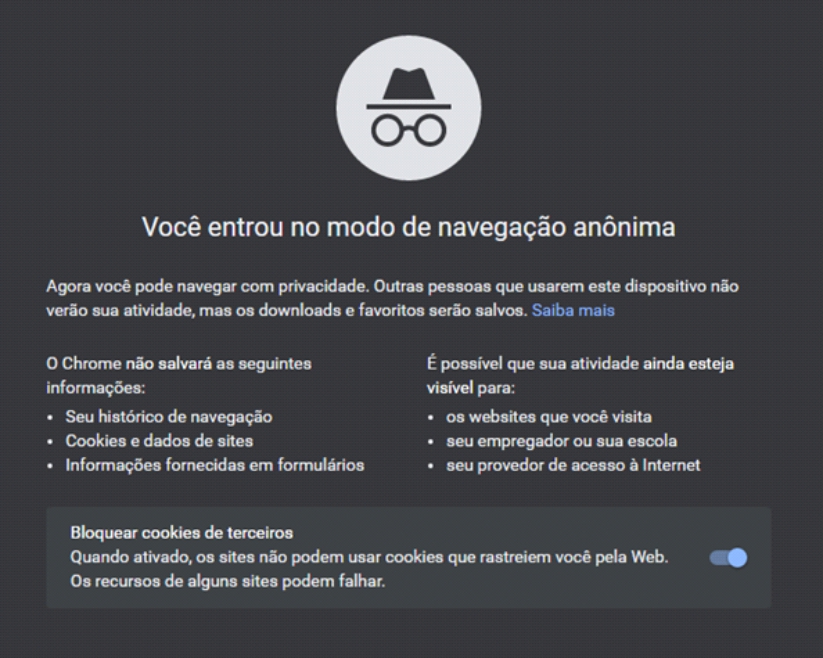 Você entrou no modo de navegação anônima
Agora você pode navegar com privacidade. Outras pessoas que usarem este dispositivo não
verão sua atividade, mas os downloads e favoritos serão salvos. Saiba mais
O Chrome não salvará as seguintes
informações:
• Seu histórico de navegação
• Cookies e dados de sites
• Informações fornecidas em formulários
É possível que sua atividade ainda esteja
visível para:
• os websites que você visita
• seu empregador ou sua escola
• seu provedor de acesso à Internet
Bloquear cookies de terceiros
Quando ativado, os sites não podem usar cookies que rastreiem você pela Web.
Os recursos de alguns sites podem falhar.